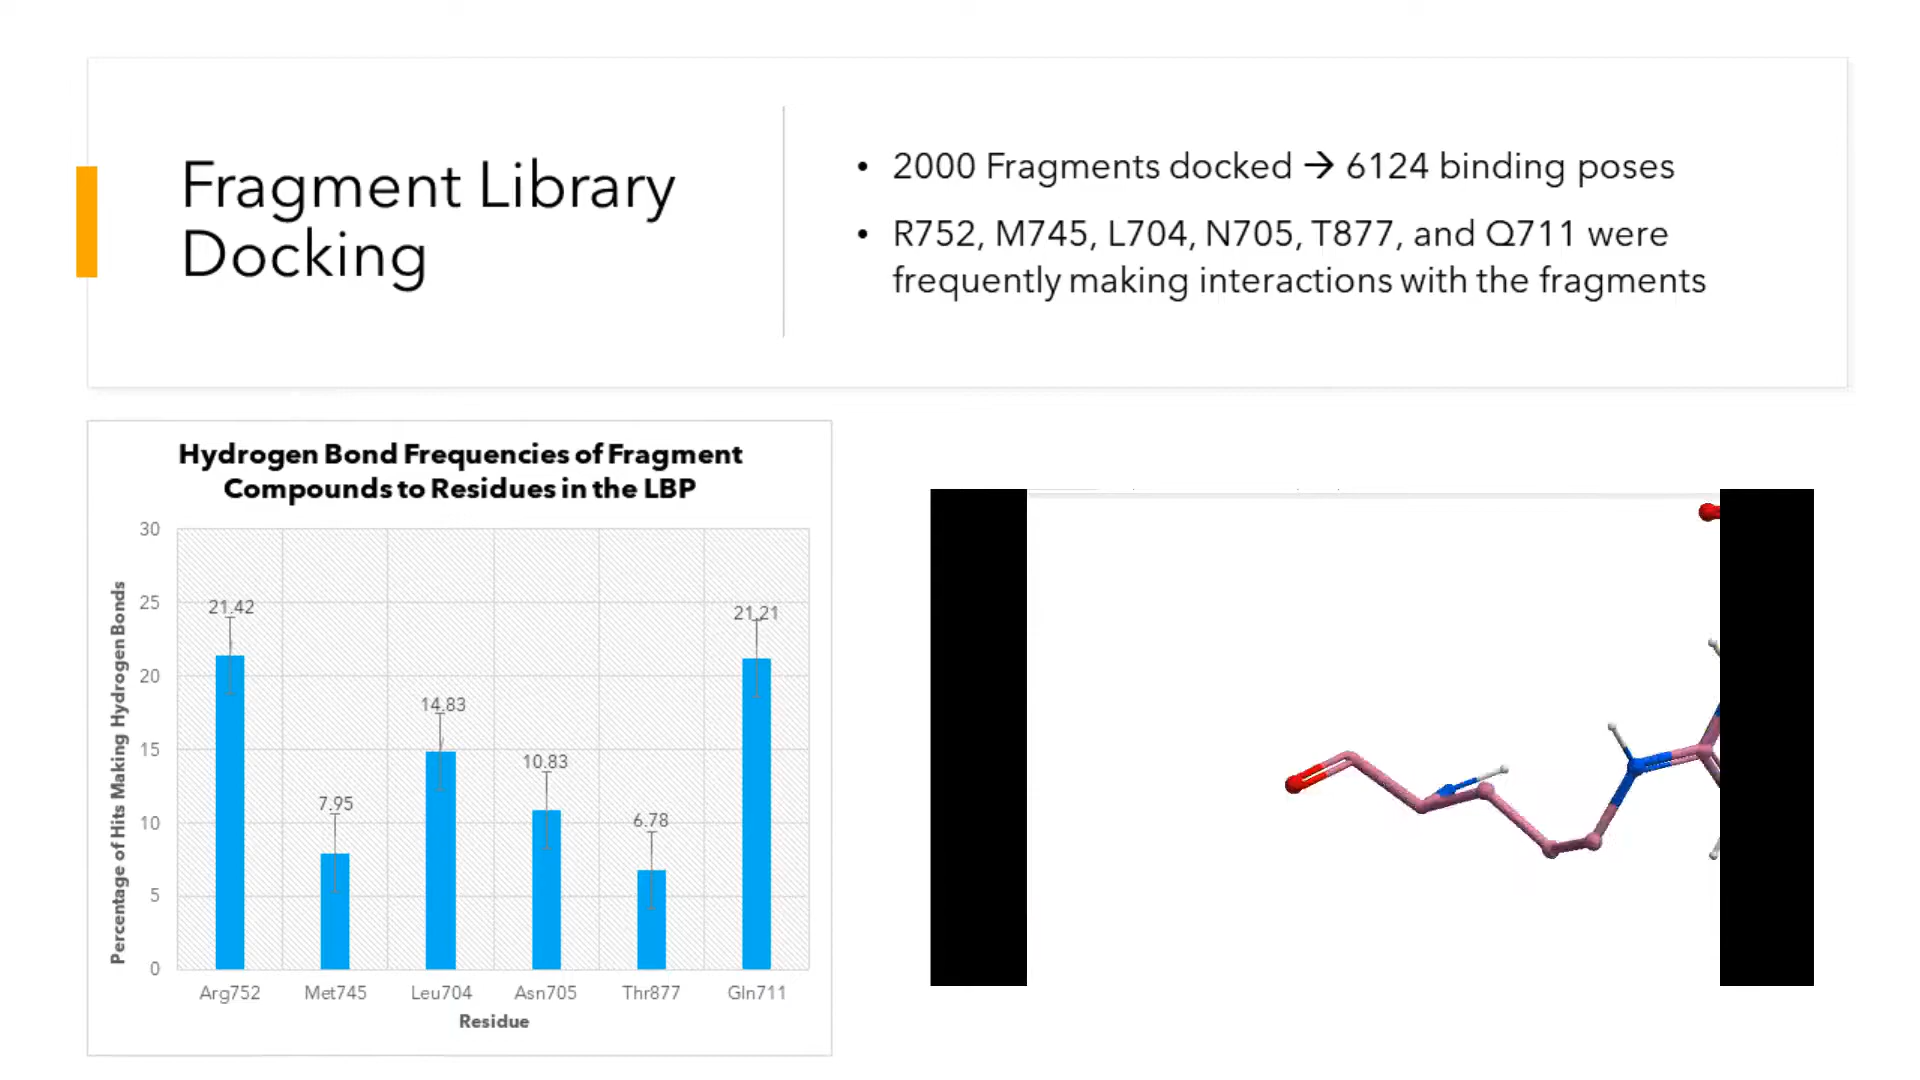 Fragment Library
Docking
• 2000 Fragments docked → 6124 binding poses
• R752, M745, L704, N705, T877, and Q711 were
frequently making interactions with the fragments
Hydrogen Bond Frequencies of Fragment
Compounds to Residues in the LBP
Percentage of Hits Making Hydrogen Bonds
30
25
20
15
10
5
0
21.42
7.95
14.83
10.83
6.78
21.21
Arg752 Met745 Leu704 Asn705 Thr877 Gln711
Residue